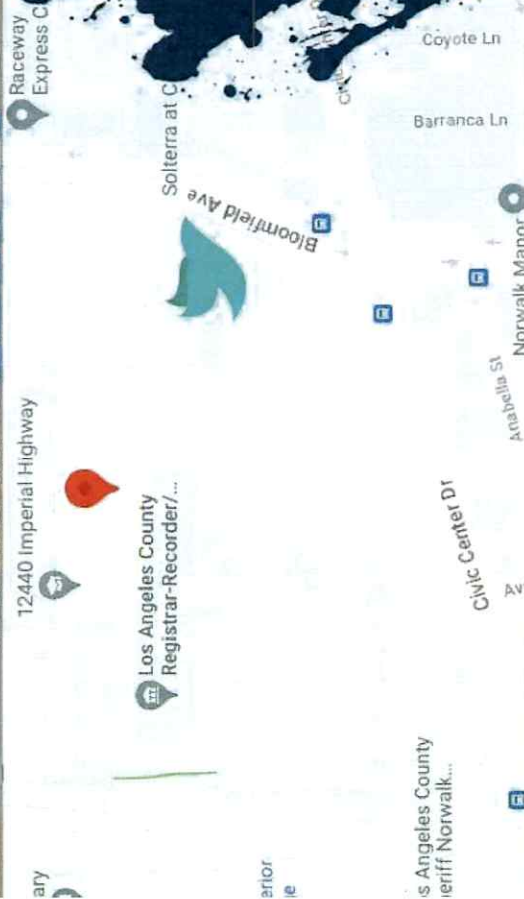 Raceway
Express C
Solterra at C
Bloomfield Ave
Coyote Ln
Barranca Ln
Norwalk Manor
12440 Imperial Highway
Los Angeles County
Registrar-Recorder/...
Anabella St
Civic Center Dr
Av
ary
erior
e
s Angeles County
eriff Norwalk...